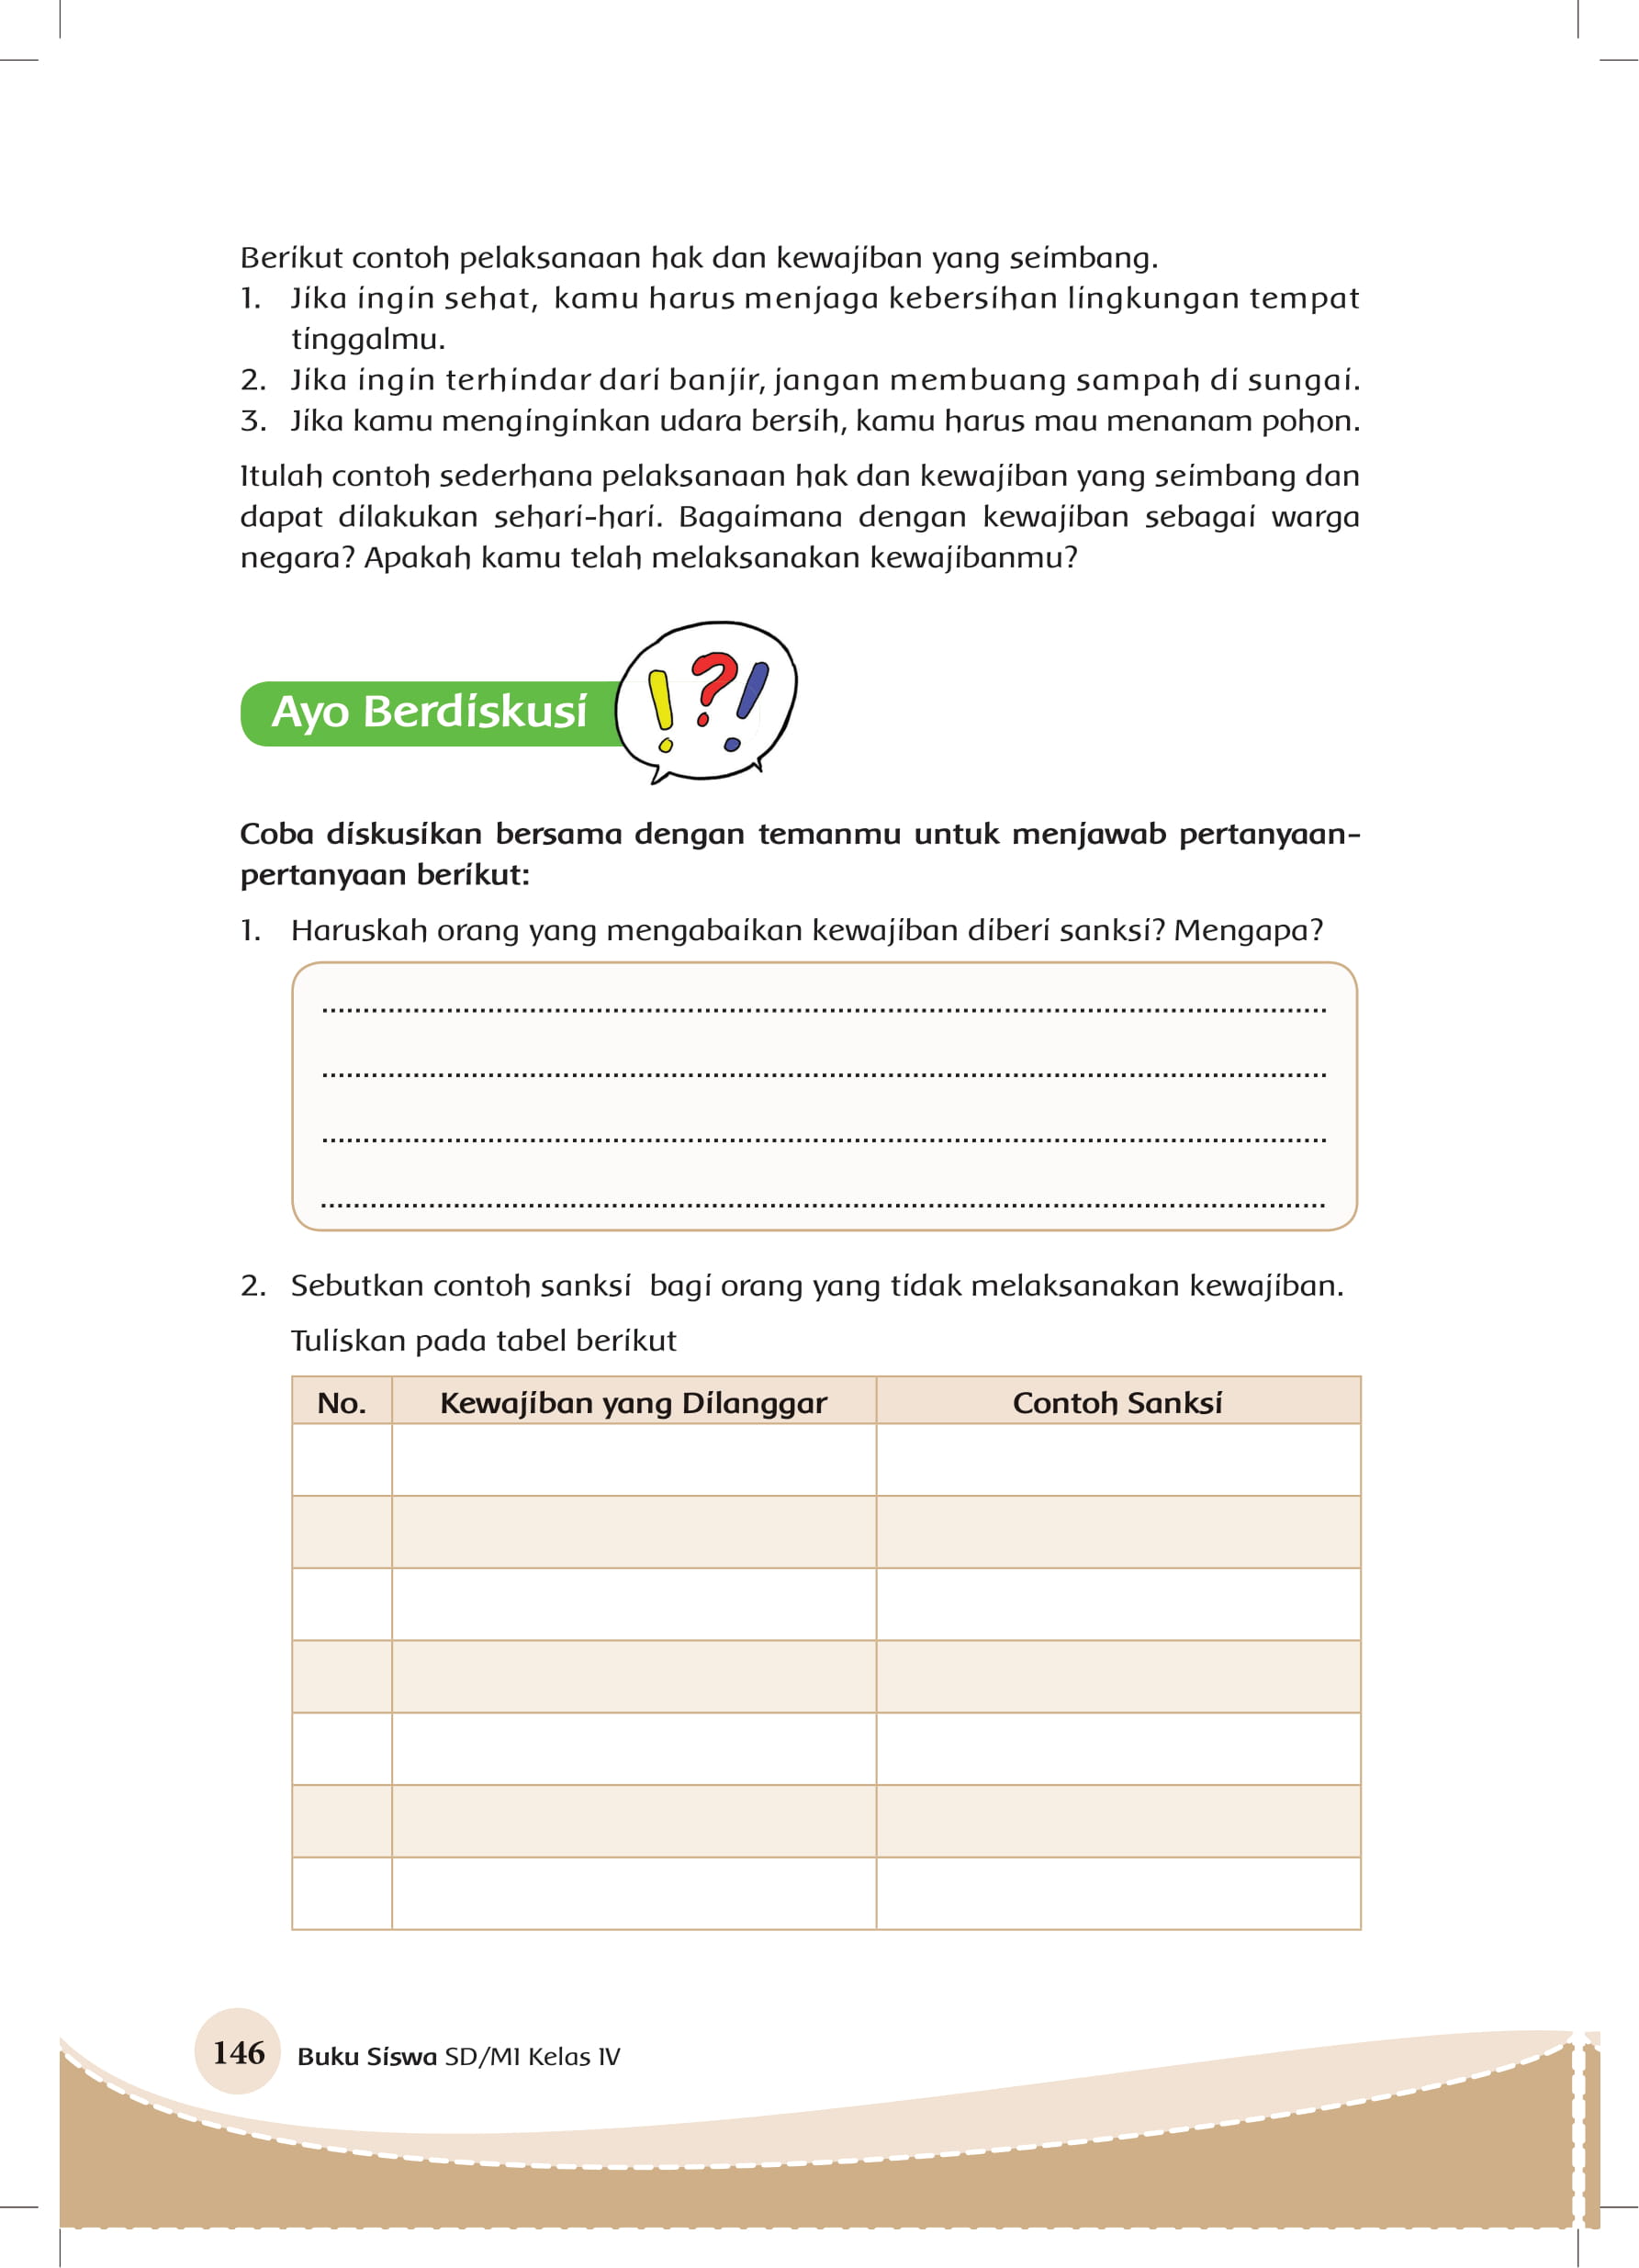 Berikut contoh pelaksanaan hak dan kewajiban yang seimbang.
1. Jika ingin sehat, kamu harus menjaga kebersihan lingkungan tempat
tinggalmu.
2. Jika ingin terhindar dari banjir, jangan membuang sampah di sungai.
3. Jika kamu menginginkan udara bersih, kamu harus mau menanam pohon.
Itulah contoh sederhana pelaksanaan hak dan kewajiban yang seimbang dan
dapat dilakukan sehari-hari. Bagaimana dengan kewajiban sebagai warga
negara? Apakah kamu telah melaksanakan kewajibanmu?
Ayo Berdiskusi
!?!
Coba diskusikan bersama dengan temanmu untuk menjawab pertanyaan-
pertanyaan berikut:
1. Haruskah orang yang mengabaikan kewajiban diberi sanksi? Mengapa?
2. Sebutkan contoh sanksi bagi orang yang tidak melaksanakan kewajiban.
Tuliskan pada tabel berikut
No. Kewajiban yang Dilanggar Contoh Sanksi
146 Buku Siswa SD/MI Kelas IV